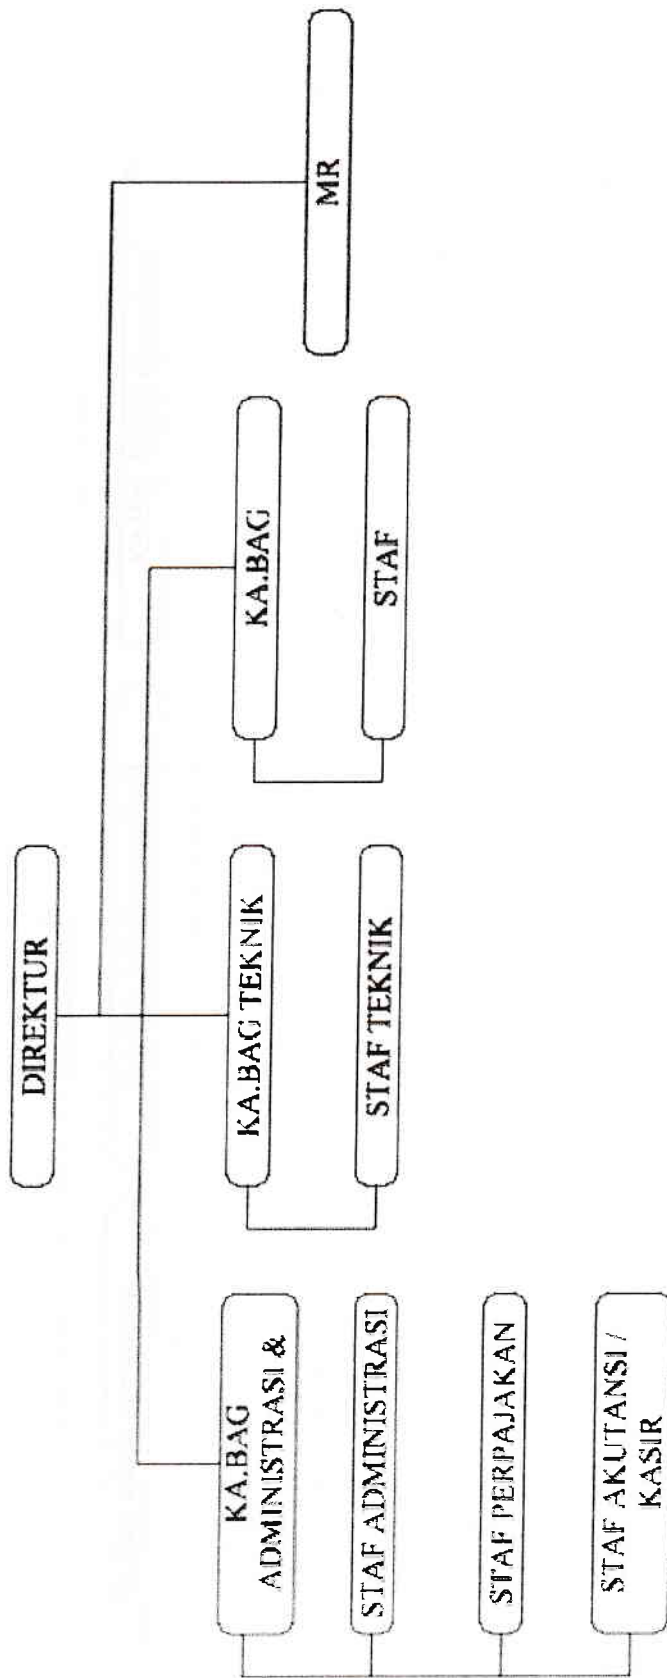 DIREKTUR
MR
KA.BAG
ADMINISTRASI &
KA.BAG TEKNIK
KA.BAG
STAF ADMINISTRASI
STAF TEKNIK
STAF
STAF PERPAJAKAN
STAF AKUTANSI /
KASIR